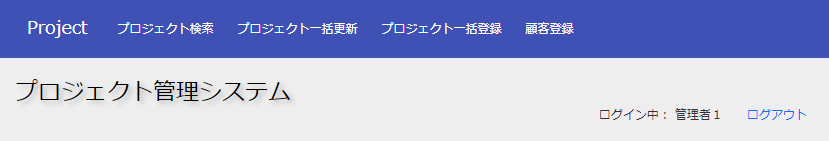 Project プロジェクト検索 プロジェクト一括更新 プロジェクト一括登録 顧客登録
プロジェクト管理システム
ログイン中： 管理者１ ログアウト